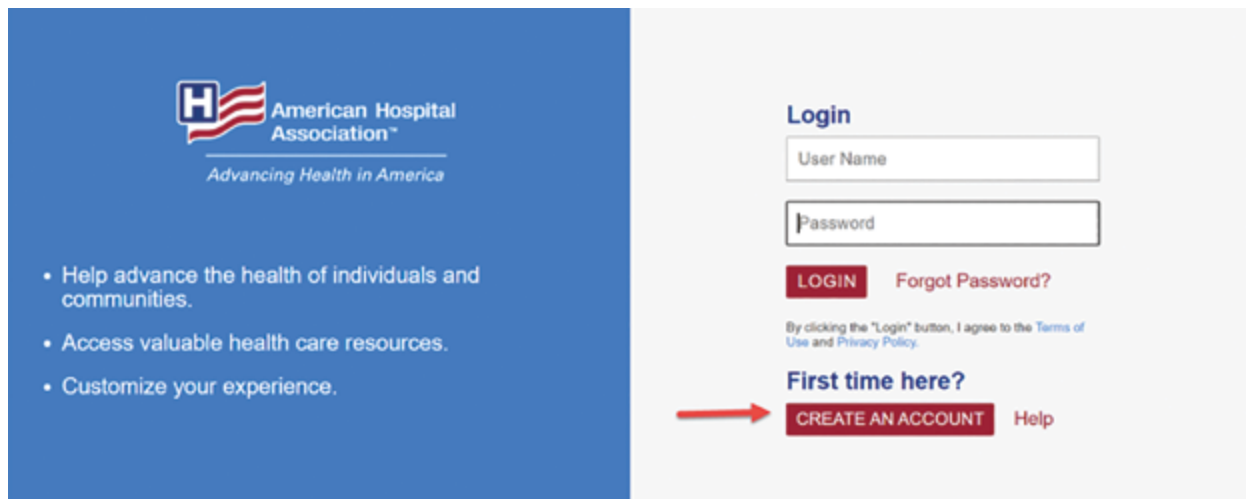 H
American Hospital
Association™
Advancing Health in America
• Help advance the health of individuals and
communities.
• Access valuable health care resources.
• Customize your experience.
Login
User Name
Password
LOGIN Forgot Password?
By clicking the "Login" button, I agree to the Terms of
Use and Privacy Policy.
First time here?
CREATE AN ACCOUNT Help